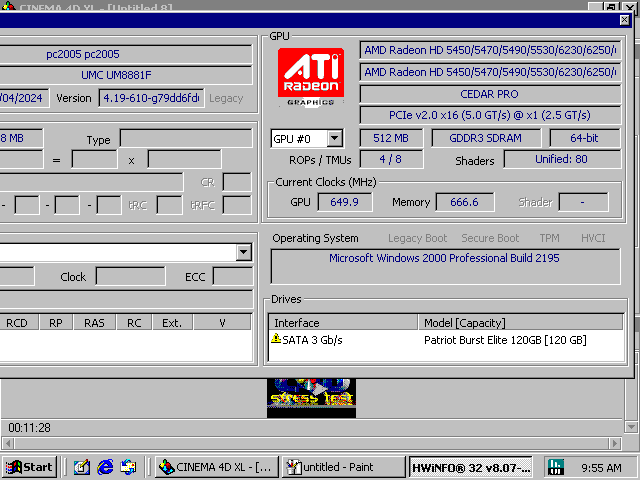 CINEMA 4D XL - [Untitled 8]
GPU
pc2005 pc2005
UMC UM8881F
/04/2024 Version 4.19-610-g79dd6fd Legacy
8 MB Type
= x
CR
- - - tRC tRFC
Clock ECC
RCD RP RAS RC Ext. V
ATI
RADEON
GRAPHICS
AMD Radeon HD 5450/5470/5490/5530/6230/6250/
AMD Radeon HD 5450/5470/5490/5530/6230/6250/
CEDAR PRO
PCIe v2.0 x16 (5.0 GT/s) @ x1 (2.5 GT/s)
GPU #0 512 MB GDDR3 SDRAM 64-bit
ROPs / TMUs 4 / 8 Shaders Unified: 80
Current Clocks (MHz)
GPU 649.9 Memory 666.6 Shader -
Operating System Legacy Boot Secure Boot TPM HVCI
Microsoft Windows 2000 Professional Build 2195
Drives
Interface Model [Capacity]
SATA 3 Gb/s Patriot Burst Elite 120GB [120 GB]
STRESS TEST
00:11:28
Start CINEMA 4D XL - [... untitled - Paint HWiNFO® 32 v8.07-... 9:55 AM